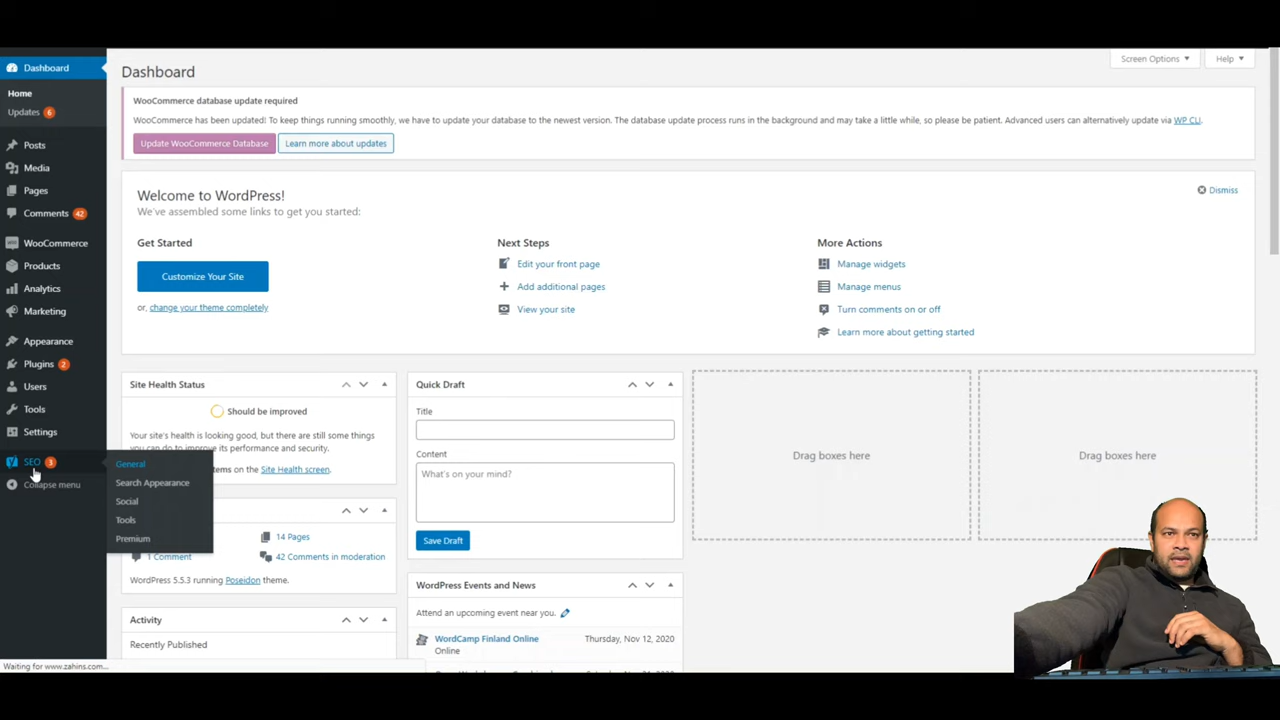 Dashboard
Home
Updates 6
Posts
Media
Pages
Comments 42
WooCommerce
Products
Analytics
Marketing
Appearance
Plugins 2
Users
Tools
Settings
SEO 3
Collapse menu
General
Search Appearance
Social
Tools
Premium
Screen Options
Help
Dashboard
WooCommerce database update required
WooCommerce has been updated! To keep things running smoothly, we have to update your database to the newest version. The database update process runs in the background and may take a little while, so please be patient. Advanced users can alternatively update via WP CLI.
Update WooCommerce Database
Learn more about updates
Welcome to WordPress!
We've assembled some links to get you started:
Dismiss
Get Started
Customize Your Site
or, change your theme completely
Next Steps
Edit your front page
Add additional pages
View your site
More Actions
Manage widgets
Manage menus
Turn comments on or off
Learn more about getting started
Site Health Status
Should be improved
Your site's health is looking good, but there are still some things
you can do to improve its performance and security.
items on the Site Health screen.
14 Pages
1 Comment
42 Comments in moderation
WordPress 5.5.3 running Poseidon theme.
Activity
Recently Published
Quick Draft
Title
Content
What's on your mind?
Save Draft
WordPress Events and News
Attend an upcoming event near you.
WordCamp Finland Online
Thursday, Nov 12, 2020
Online
Drag boxes here
Drag boxes here
Waiting for www.zahins.com...